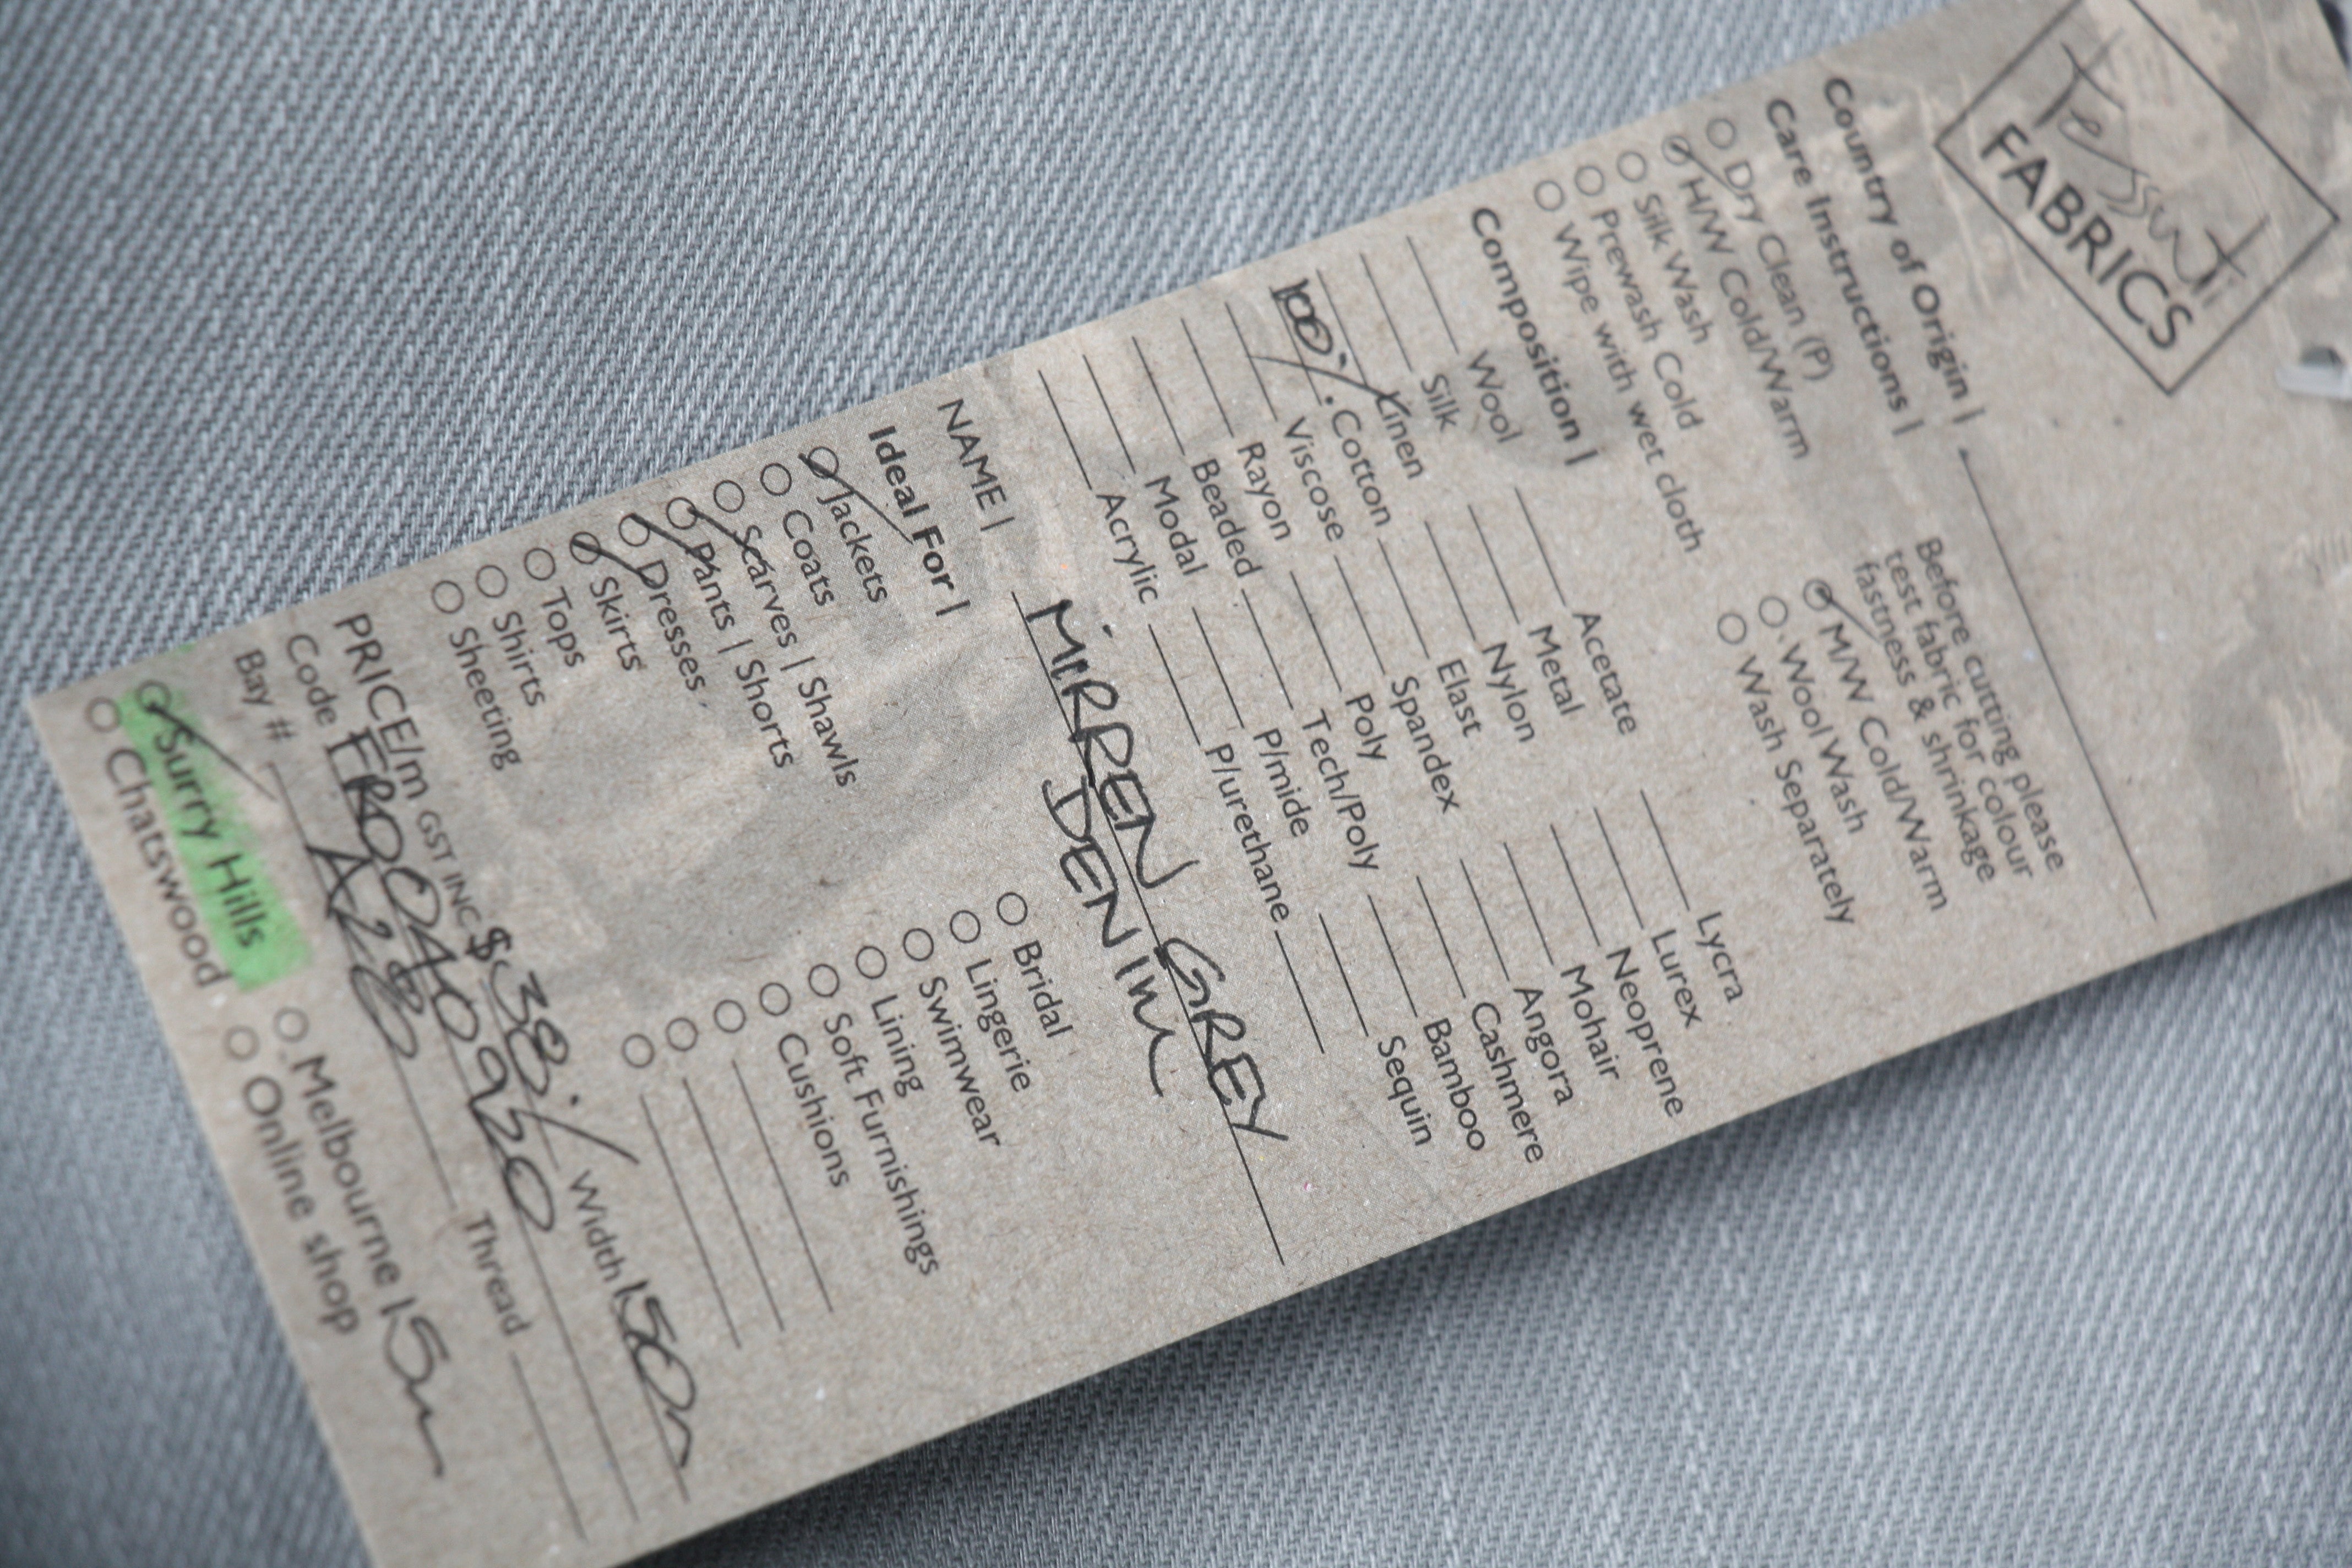 Tessuti
FABRICS
Country of Origin |
Care Instructions |
Before cutting please
test fabric for colour
fastness & shrinkage
Dry Clean (P)
H/W Cold/Warm
M/W Cold/Warm
Silk Wash
Wool Wash
Prewash Cold
Wash Separately
Wipe with wet cloth
Composition |
Wool Acetate Lycra
Silk Metal Lurex
Linen Nylon Neoprene
100% Cotton Elast Mohair
Viscose Spandex Angora
Rayon Poly Cashmere
Beaded Tech/Poly Bamboo
Modal P/mide Sequin
Acrylic P/urethane
NAME | MIRREN GREY
DENIM
Ideal For |
Jackets Bridal
Coats Lingerie
Scarves | Shawls Swimwear
Pants | Shorts Lining
Dresses Soft Furnishings
Skirts Cushions
Tops
Shirts
Sheeting
PRICE/m GST INC $38 Width 150
Code
Bay # A28 Thread
Surry Hills Melbourne
Chatswood Online shop